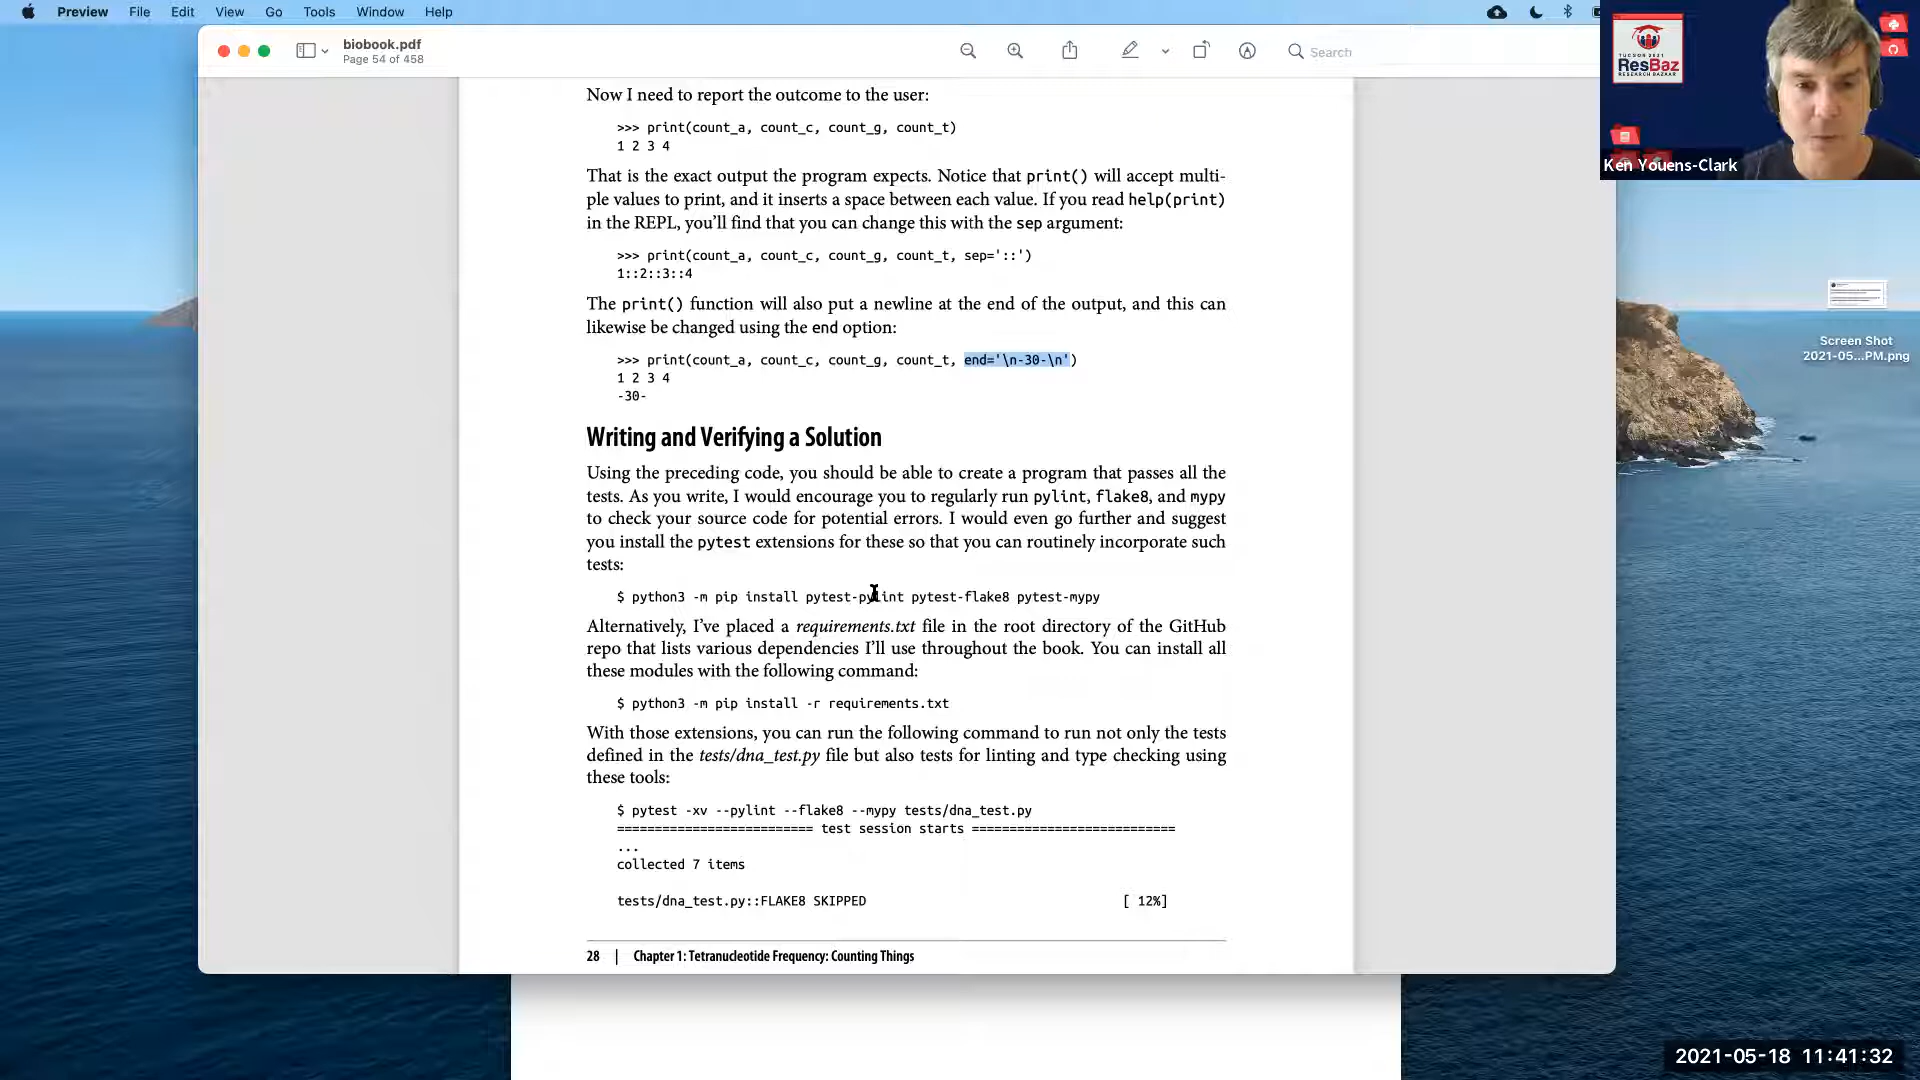 Preview File Edit View Go Tools Window Help
biobook.pdf
Page 54 of 458
Search
TUCSON 2021
ResBaz
RESEARCH BAZAAR
Ken Youens-Clark
Now I need to report the outcome to the user:
>>> print(count_a, count_c, count_g, count_t)
1 2 3 4
That is the exact output the program expects. Notice that print() will accept multi-
ple values to print, and it inserts a space between each value. If you read help(print)
in the REPL, you'll find that you can change this with the sep argument:
>>> print(count_a, count_c, count_g, count_t, sep='::')
1::2::3::4
The print() function will also put a newline at the end of the output, and this can
likewise be changed using the end option:
>>> print(count_a, count_c, count_g, count_t, end='\n-30-\n')
1 2 3 4
-30-
Writing and Verifying a Solution
Using the preceding code, you should be able to create a program that passes all the
tests. As you write, I would encourage you to regularly run pylint, flake8, and mypy
to check your source code for potential errors. I would even go further and suggest
you install the pytest extensions for these so that you can routinely incorporate such
tests:
$ python3 -m pip install pytest-pylint pytest-flake8 pytest-mypy
Alternatively, I've placed a requirements.txt file in the root directory of the GitHub
repo that lists various dependencies I'll use throughout the book. You can install all
these modules with the following command:
$ python3 -m pip install -r requirements.txt
With those extensions, you can run the following command to run not only the tests
defined in the tests/dna_test.py file but also tests for linting and type checking using
these tools:
$ pytest -xv --pylint --flake8 --mypy tests/dna_test.py
========================== test session starts ===========================
...
collected 7 items
tests/dna_test.py::FLAKE8 SKIPPED [ 12%]
28 | Chapter 1: Tetranucleotide Frequency: Counting Things
Screen Shot
2021-05...PM.png
2021-05-18 11:41:32